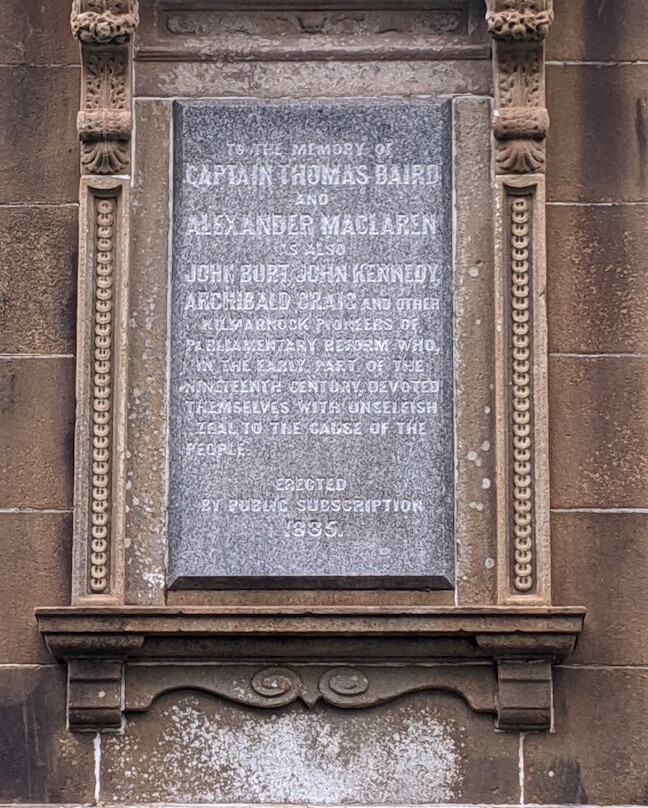 TO THE MEMORY OF
CAPTAIN THOMAS BAIRD
AND
ALEXANDER MACLAREN
AS ALSO
JOHN BURT, JOHN KENNEDY,
ARCHIBALD CRAIG AND OTHER
KILMARNOCK PIONEERS OF
PARLIAMENTARY REFORM WHO,
IN THE EARLY PART OF THE
NINETEENTH CENTURY, DEVOTED
THEMSELVES WITH UNSELFISH
ZEAL TO THE CAUSE OF THE
PEOPLE.
ERECTED
BY PUBLIC SUBSCRIPTION
1885.